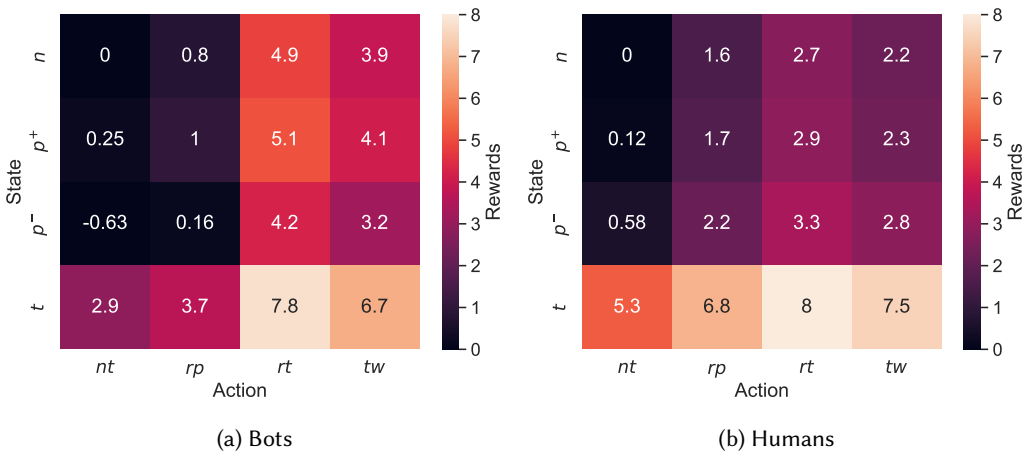 n 0 0.8 4.9 3.9
p+ 0.25 1 5.1 4.1
p− -0.63 0.16 4.2 3.2
t 2.9 3.7 7.8 6.7
nt rp rt tw
State
Action
8
7
6
5
4
3
2
1
0
Rewards
(a) Bots
n 0 1.6 2.7 2.2
p+ 0.12 1.7 2.9 2.3
p− 0.58 2.2 3.3 2.8
t 5.3 6.8 8 7.5
nt rp rt tw
State
Action
8
7
6
5
4
3
2
1
0
Rewards
(b) Humans